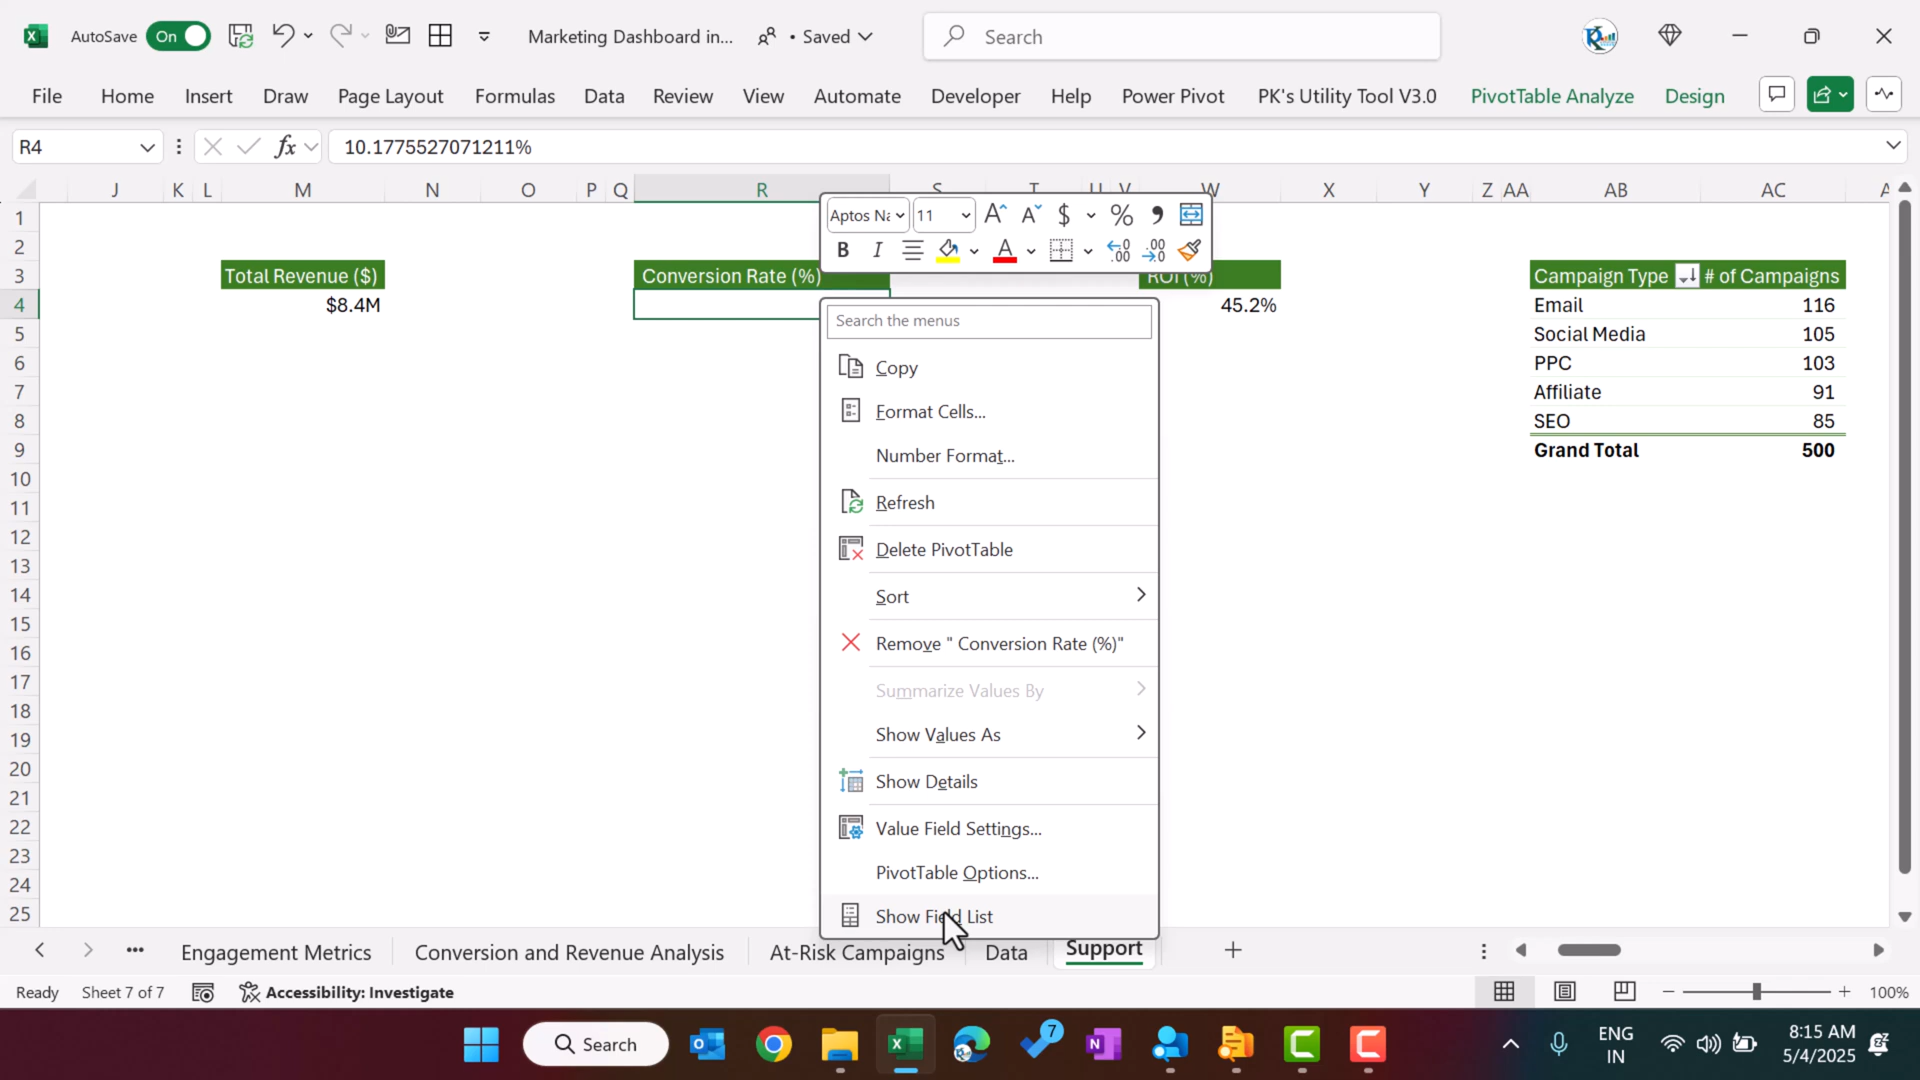 AutoSave On Marketing Dashboard in... • Saved Search
File Home Insert Draw Page Layout Formulas Data Review View Automate Developer Help Power Pivot PK's Utility Tool V3.0 PivotTable Analyze Design
R4 fx 10.1775527071211%
J K L M N O P Q R S T U V W X Y Z AA AB AC
Aptos Na 11 A A $ % 9
B I A .00 .00
1
2
3 Total Revenue ($) Conversion Rate (%) ROI (%) Campaign Type # of Campaigns
4 $8.4M 45.2% Email 116
5 Social Media 105
6 PPC 103
7 Affiliate 91
8 SEO 85
9 Grand Total 500
10
11
12
13
14
15
16
17
18
19
20
21
22
23
24
25
Search the menus
Copy
Format Cells...
Number Format...
Refresh
Delete PivotTable
Sort
Remove " Conversion Rate (%)"
Summarize Values By
Show Values As
Show Details
Value Field Settings...
PivotTable Options...
Show Field List
Engagement Metrics Conversion and Revenue Analysis At-Risk Campaigns Data Support
Ready Sheet 7 of 7 Accessibility: Investigate 100%
Search 7 ENG 8:15 AM
IN 5/4/2025